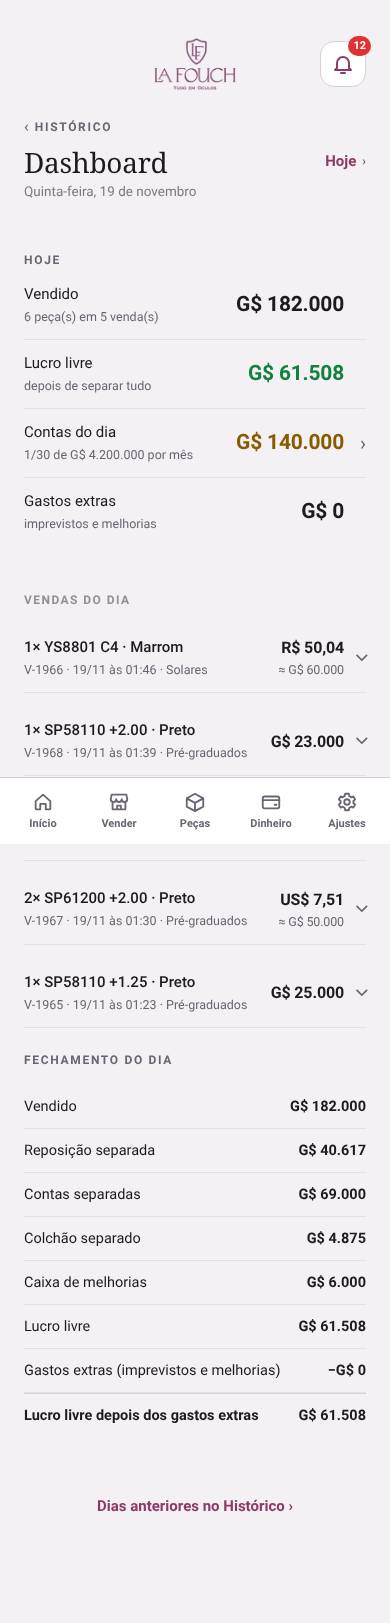 12
LF
LA FOUCH
TUDO EM ÓCULOS
‹ HISTÓRICO
Dashboard
Hoje ›
Quinta-feira, 19 de novembro
HOJE
Vendido
G$ 182.000
6 peça(s) em 5 venda(s)
Lucro livre
G$ 61.508
depois de separar tudo
Contas do dia
G$ 140.000 ›
1/30 de G$ 4.200.000 por mês
Gastos extras
G$ 0
imprevistos e melhorias
VENDAS DO DIA
1× YS8801 C4 · Marrom
R$ 50,04
V-1966 · 19/11 às 01:46 · Solares
≈ G$ 60.000
1× SP58110 +2.00 · Preto
G$ 23.000
V-1968 · 19/11 às 01:39 · Pré-graduados
Início
Vender
Peças
Dinheiro
Ajustes
2× SP61200 +2.00 · Preto
US$ 7,51
V-1967 · 19/11 às 01:30 · Pré-graduados
≈ G$ 50.000
1× SP58110 +1.25 · Preto
G$ 25.000
V-1965 · 19/11 às 01:23 · Pré-graduados
FECHAMENTO DO DIA
Vendido G$ 182.000
Reposição separada G$ 40.617
Contas separadas G$ 69.000
Colchão separado G$ 4.875
Caixa de melhorias G$ 6.000
Lucro livre G$ 61.508
Gastos extras (imprevistos e melhorias) −G$ 0
Lucro livre depois dos gastos extras G$ 61.508
Dias anteriores no Histórico ›